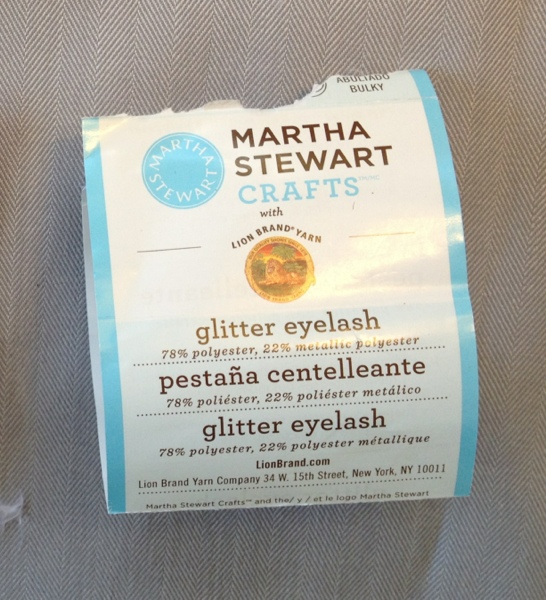 ABULTADO
BULKY
MARTHA STEWART
MARTHA
STEWART
CRAFTS
with
LION BRAND® YARN
glitter eyelash
78% polyester, 22% metallic polyester
pestaña centelleante
78% poliéster, 22% poliéster metálico
glitter eyelash
78% polyester, 22% polyester métallique
LionBrand.com
Lion Brand Yarn Company 34 W. 15th Street, New York, NY 10011
Martha Stewart Crafts™ and the/ y / et le logo Martha Stewart